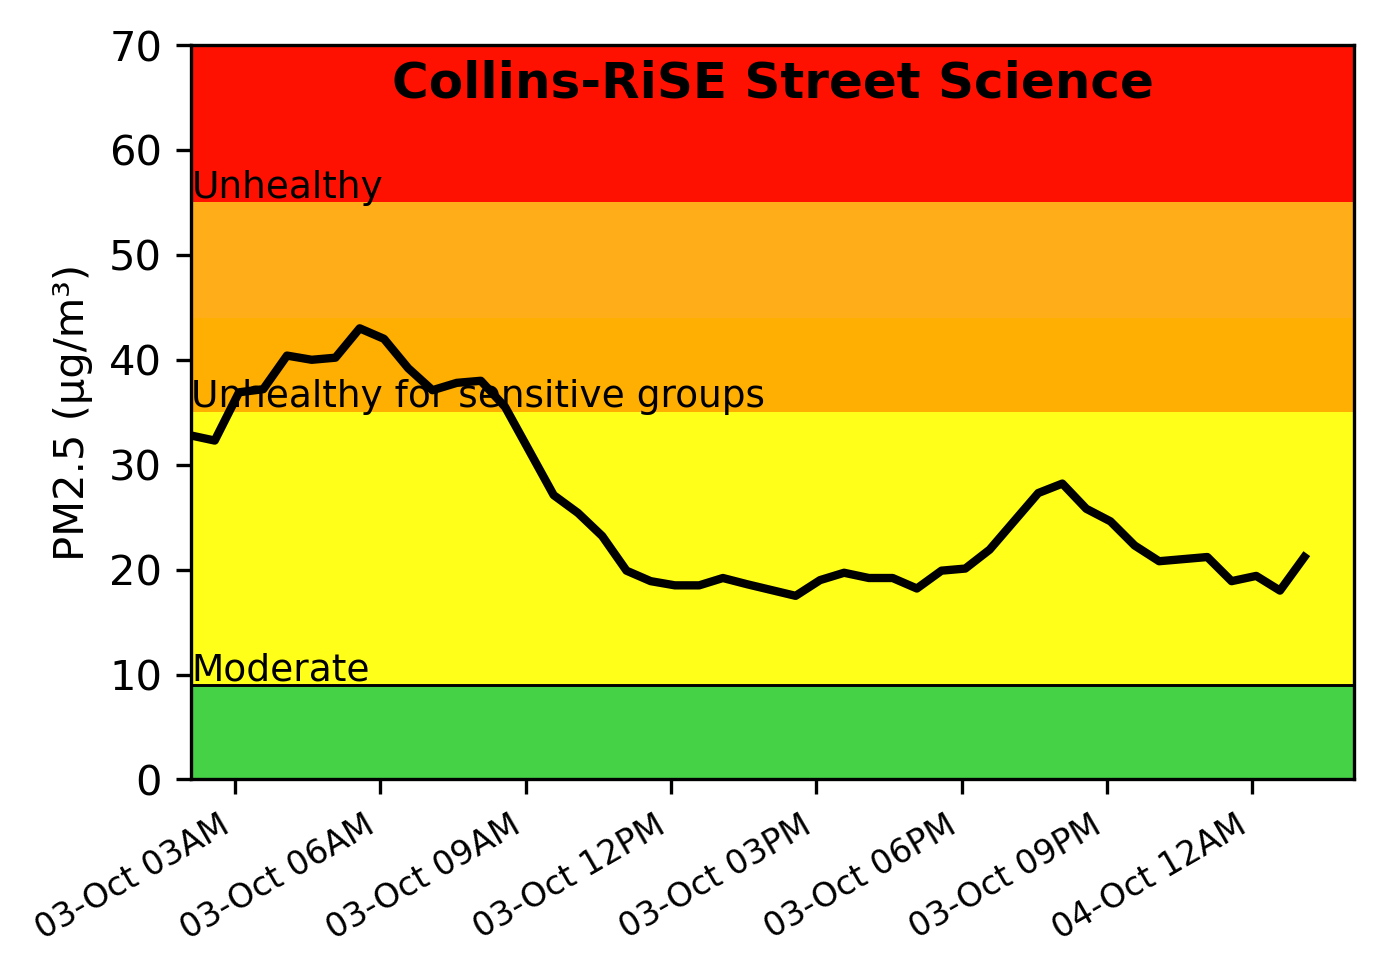 Collins-RiSE Street Science
PM2.5 (µg/m³)
70
60
Unhealthy
50
40
Unhealthy for sensitive groups
30
20
10
Moderate
0
03-Oct 03AM
03-Oct 06AM
03-Oct 09AM
03-Oct 12PM
03-Oct 03PM
03-Oct 06PM
03-Oct 09PM
04-Oct 12AM